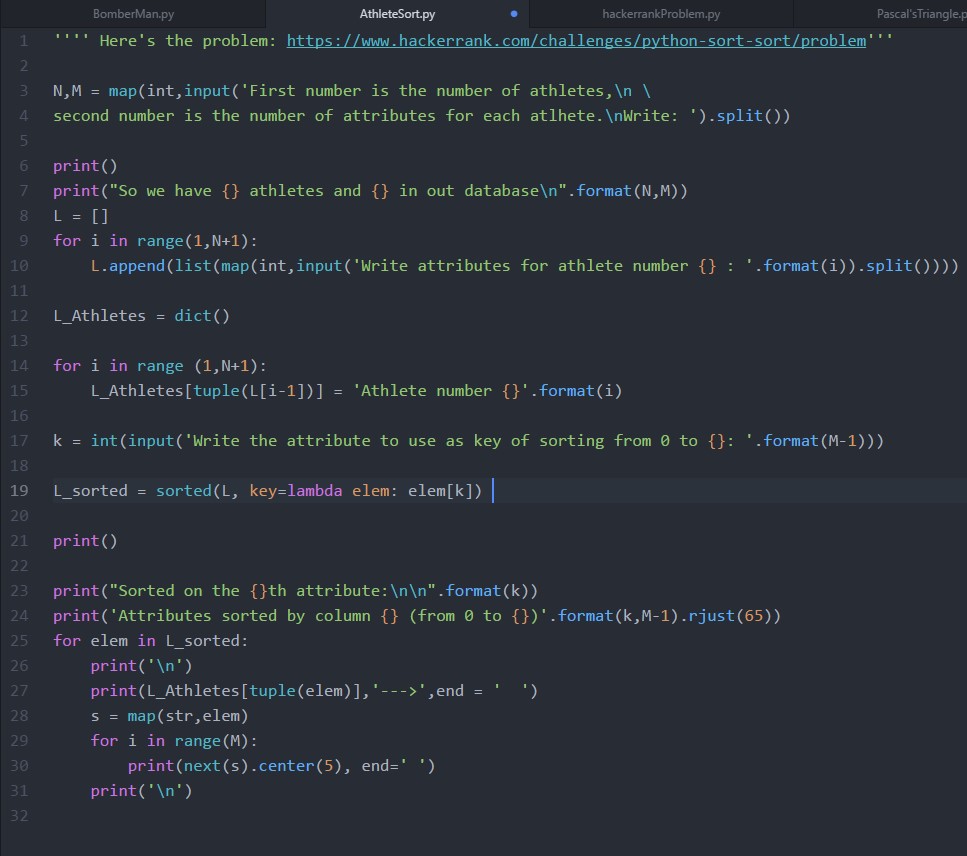 BomberMan.py AthleteSort.py hackerrankProblem.py Pascal'sTriangle.p
1 '''' Here's the problem: https://www.hackerrank.com/challenges/python-sort-sort/problem'''
2
3 N,M = map(int,input('First number is the number of athletes,\n \
4 second number is the number of attributes for each atlhete.\nWrite: ').split())
5
6 print()
7 print("So we have {} athletes and {} in out database\n".format(N,M))
8 L = []
9 for i in range(1,N+1):
10     L.append(list(map(int,input('Write attributes for athlete number {} : '.format(i)).split())))
11
12 L_Athletes = dict()
13
14 for i in range (1,N+1):
15     L_Athletes[tuple(L[i-1])] = 'Athlete number {}'.format(i)
16
17 k = int(input('Write the attribute to use as key of sorting from 0 to {}: '.format(M-1)))
18
19 L_sorted = sorted(L, key=lambda elem: elem[k])
20
21 print()
22
23 print("Sorted on the {}th attribute:\n\n".format(k))
24 print('Attributes sorted by column {} (from 0 to {})'.format(k,M-1).rjust(65))
25 for elem in L_sorted:
26     print('\n')
27     print(L_Athletes[tuple(elem)],'--->',end = '  ')
28     s = map(str,elem)
29     for i in range(M):
30         print(next(s).center(5), end=' ')
31     print('\n')
32